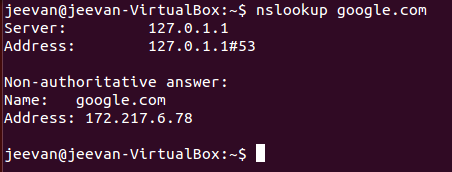 jeevan@jeevan-VirtualBox:~$ nslookup google.com
Server:         127.0.1.1
Address:        127.0.1.1#53
Non-authoritative answer:
Name:   google.com
Address: 172.217.6.78
jeevan@jeevan-VirtualBox:~$